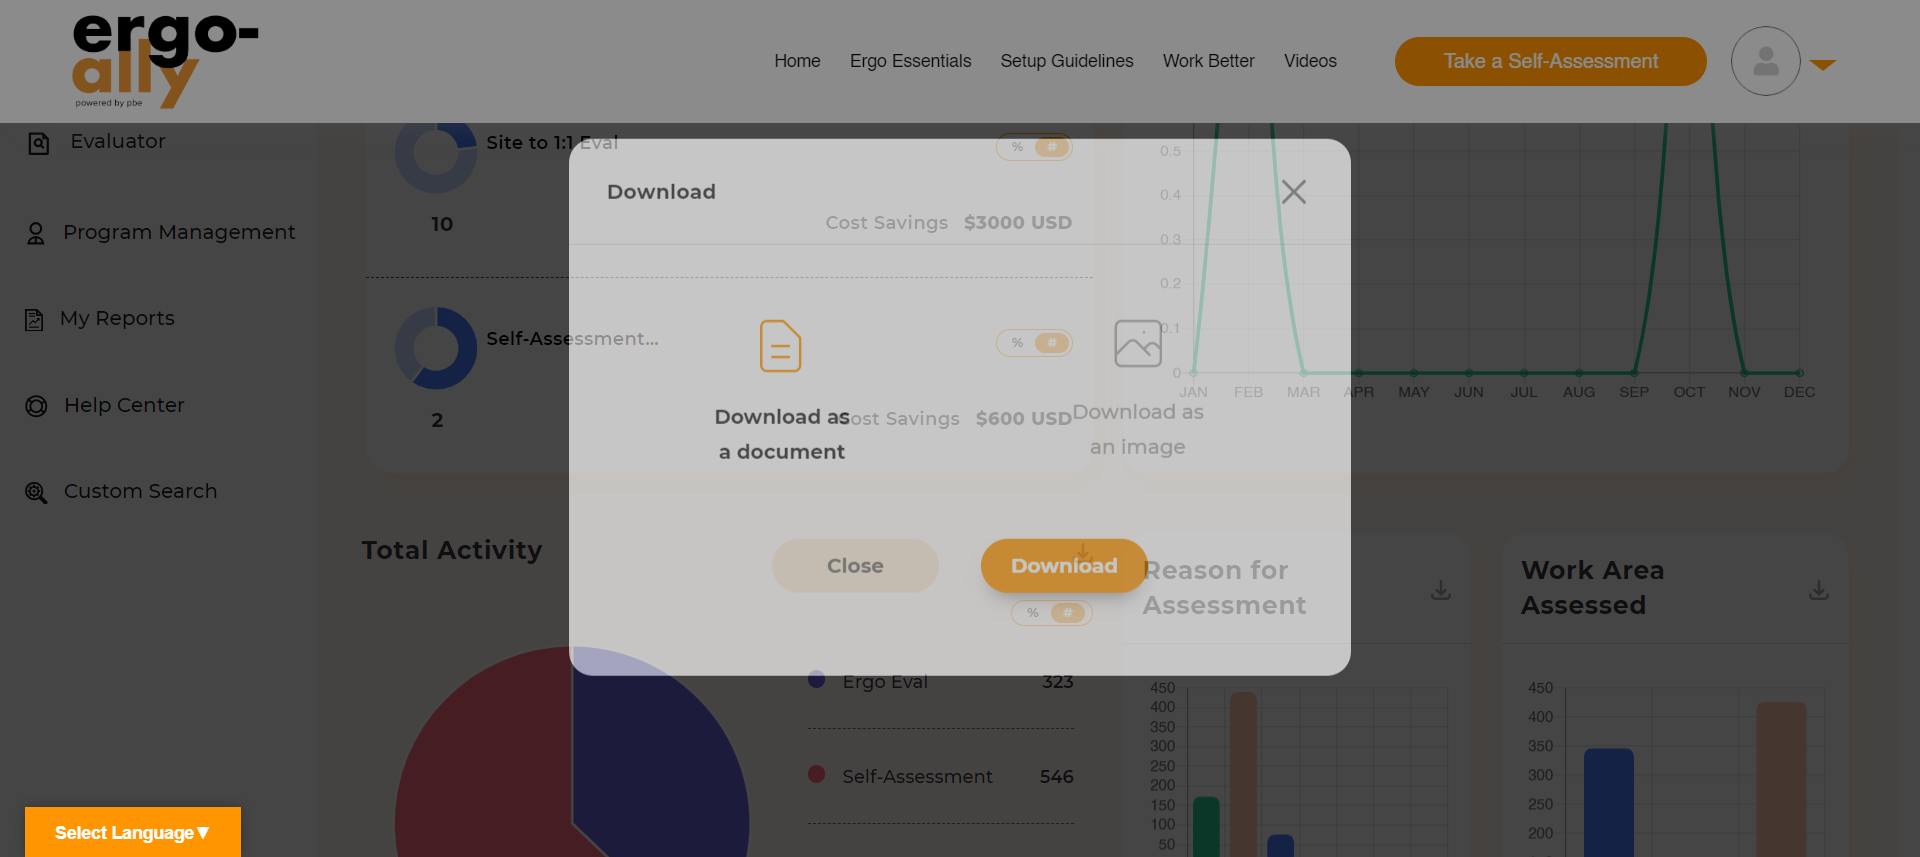 ergo-
ally
powered by pbe
Home
Ergo Essentials
Setup Guidelines
Work Better
Videos
Take a Self-Assessment
Evaluator
Program Management
My Reports
Help Center
Custom Search
Site to 1:1 Eval
% #
10
Cost Savings $3000 USD
Self-Assessment...
% #
2
Cost Savings $600 USD
Download
Download as
a document
Download as
an image
Close
Download
0.5
0.4
0.3
0.2
0.1
0
JAN FEB MAR APR MAY JUN JUL AUG SEP OCT NOV DEC
Total Activity
% #
Ergo Eval 323
Self-Assessment 546
Reason for
Assessment
450
400
350
300
250
200
150
100
50
Work Area
Assessed
450
400
350
300
250
200
Select Language▼